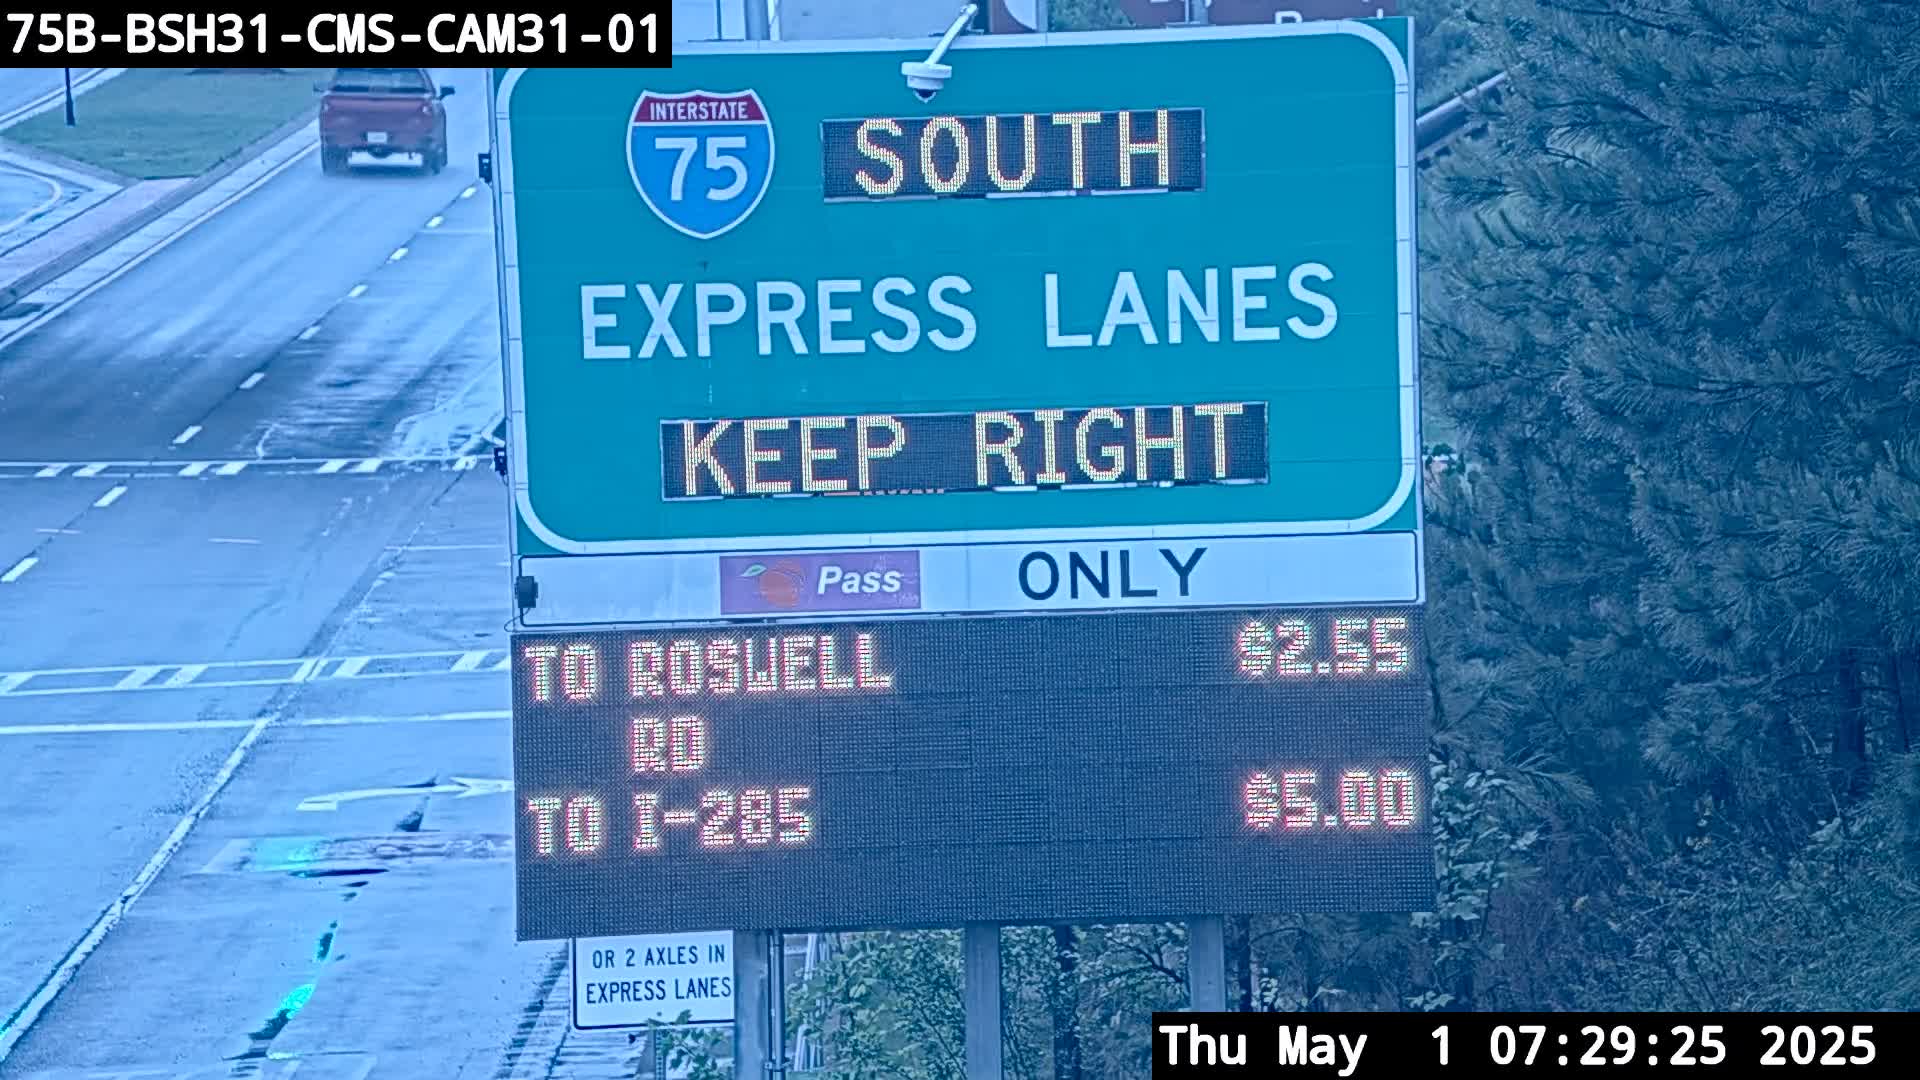 75B-BSH31-CMS-CAM31-01
INTERSTATE
75
SOUTH
EXPRESS LANES
KEEP RIGHT
Pass ONLY
TO ROSWELL $2.55
RD
TO I-285 $5.00
OR 2 AXLES IN
EXPRESS LANES
Thu May 1 07:29:25 2025